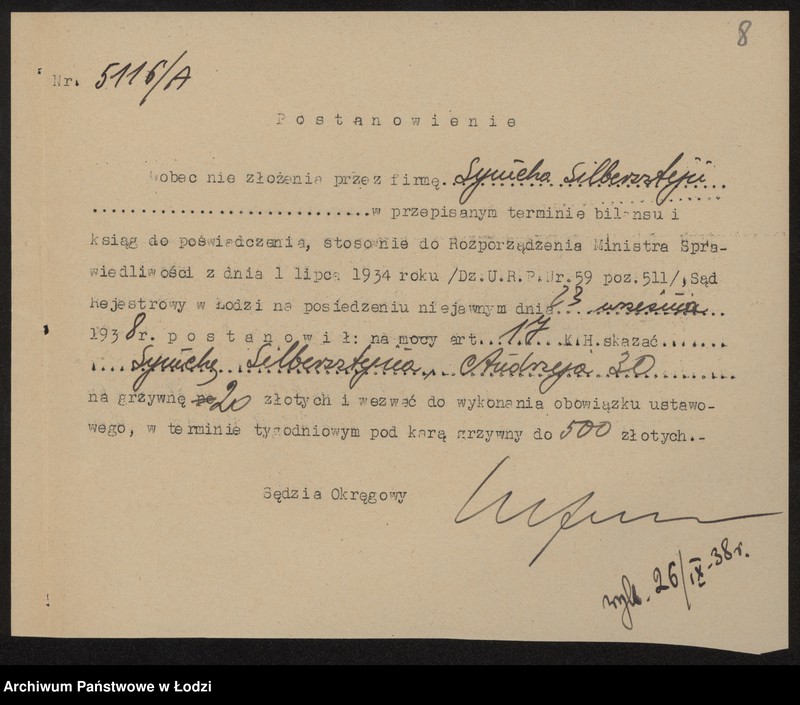 8
Nr. 5116/A
Postanowienie
Wobec nie złożenia przez firmę Symcha Silbersztejn
w przepisanym terminie bilansu i
ksiąg do poświadczenia, stosownie do Rozporządzenia Ministra Spra-
wiedliwości z dnia 1 lipca 1934 roku /Dz.U.R.P.Nr.59 poz.511/, Sąd
Rejestrowy w Łodzi na posiedzeniu niejawnym dnia 23 września
1938r. postanowił: na mocy art. 17 K.H. skazać
Symchę Silbersztejna, Andrzeja 30
na grzywnę 20 złotych i wezwać do wykonania obowiązku ustawo-
wego, w terminie tygodniowym pod karą grzywny do 500 złotych.-
Sędzia Okręgowy
26/IX-38r.
Archiwum Państwowe w Łodzi